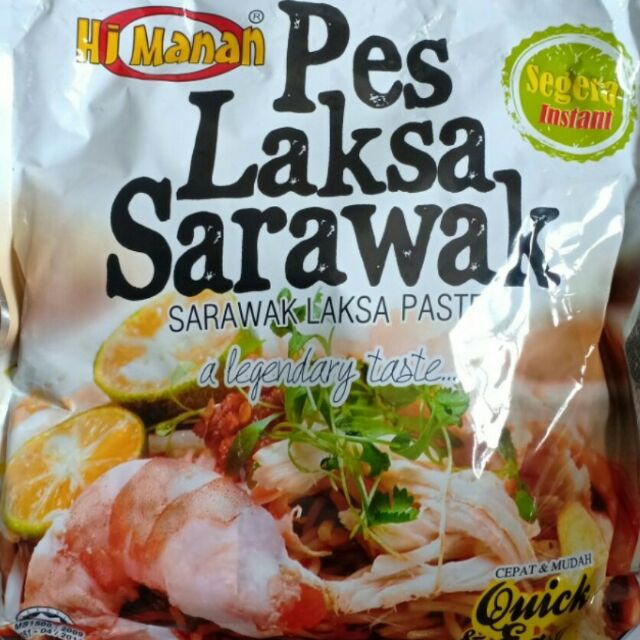 Hj Manan®
Pes
Laksa
Sarawak
Segera
Instant
SARAWAK LAKSA PASTE
a legendary taste...
CEPAT & MUDAH
Quick